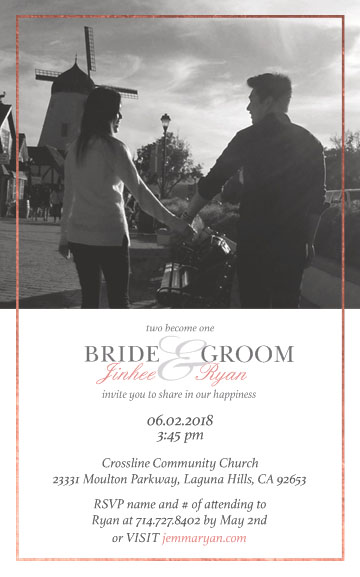 two become one
BRIDE & GROOM
Jinhee Ryan
invite you to share in our happiness
06.02.2018
3:45 pm
Crossline Community Church
23331 Moulton Parkway, Laguna Hills, CA 92653
RSVP name and # of attending to
Ryan at 714.727.8402 by May 2nd
or VISIT jemmaryan.com